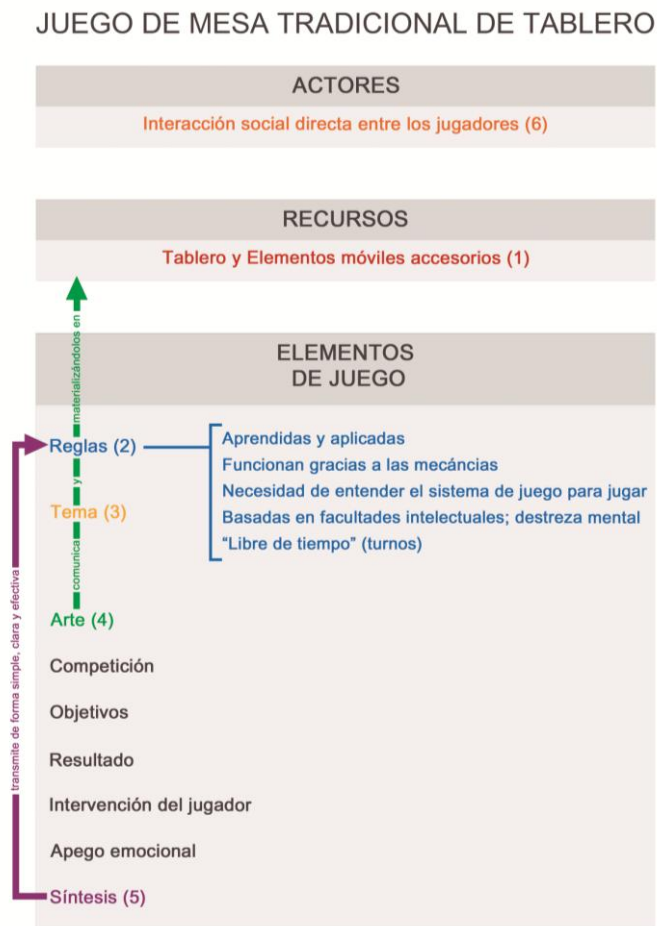 JUEGO DE MESA TRADICIONAL DE TABLERO
ACTORES
Interacción social directa entre los jugadores (6)
RECURSOS
Tablero y Elementos móviles accesorios (1)
ELEMENTOS
DE JUEGO
Reglas (2)
Aprendidas y aplicadas
Funcionan gracias a las mecáncias
Necesidad de entender el sistema de juego para jugar
Basadas en facultades intelectuales; destreza mental
“Libre de tiempo” (turnos)
Tema (3)
Arte (4)
comunica y materializándolos en
Competición
Objetivos
Resultado
Intervención del jugador
Apego emocional
Síntesis (5)
transmite de forma simple, clara y efectiva